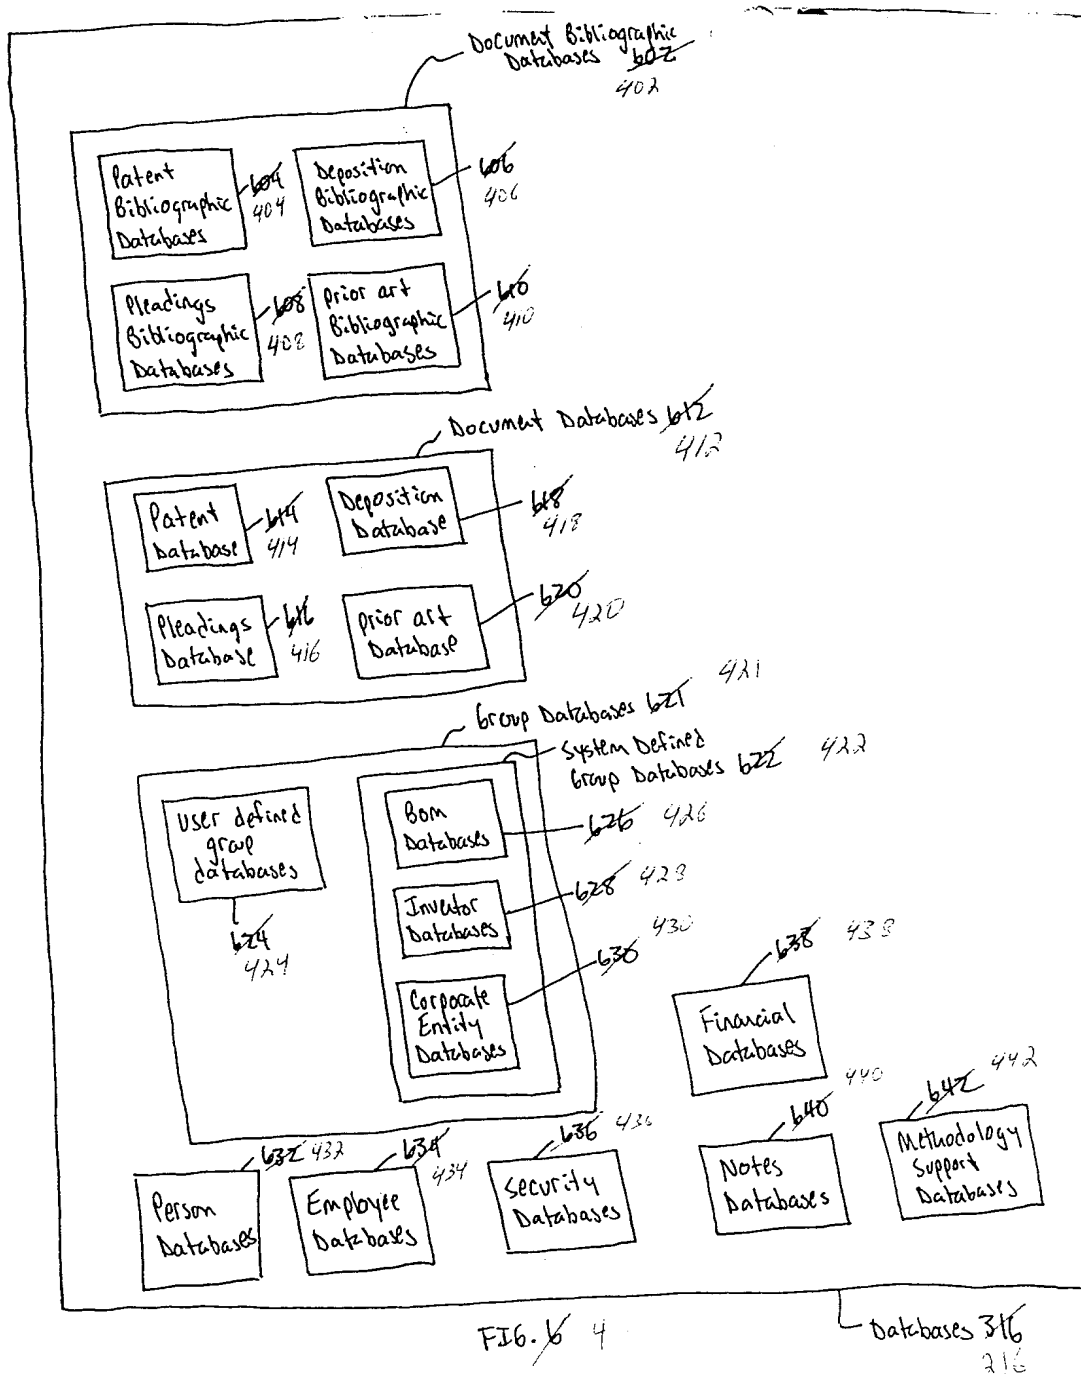 Document Bibliographic
Databases 602
402
Patent
Bibliographic
Databases
604
404
Deposition
Bibliographic
Databases
606
406
Pleadings
Bibliographic
Databases
608
408
prior art
Bibliographic
Databases
610
410
Document Databases 612
412
Patent
Database
614
414
Deposition
Database
618
418
Pleadings
Database
616
416
prior art
Database
620
420
Group Databases 621 421
System Defined
Group Databases 622 422
User defined
group
databases
624
424
Bom
Databases
626 426
Inventor
Databases
628 428
Corporate
Entity
Databases
630
430
Financial
Databases
638 438
Person
Databases
632 432
Employee
Databases
634
434
Security
Databases
636 436
Notes
Databases
640
440
Methodology
Support
Databases
642 442
FIG. 6 4
Databases 316
216